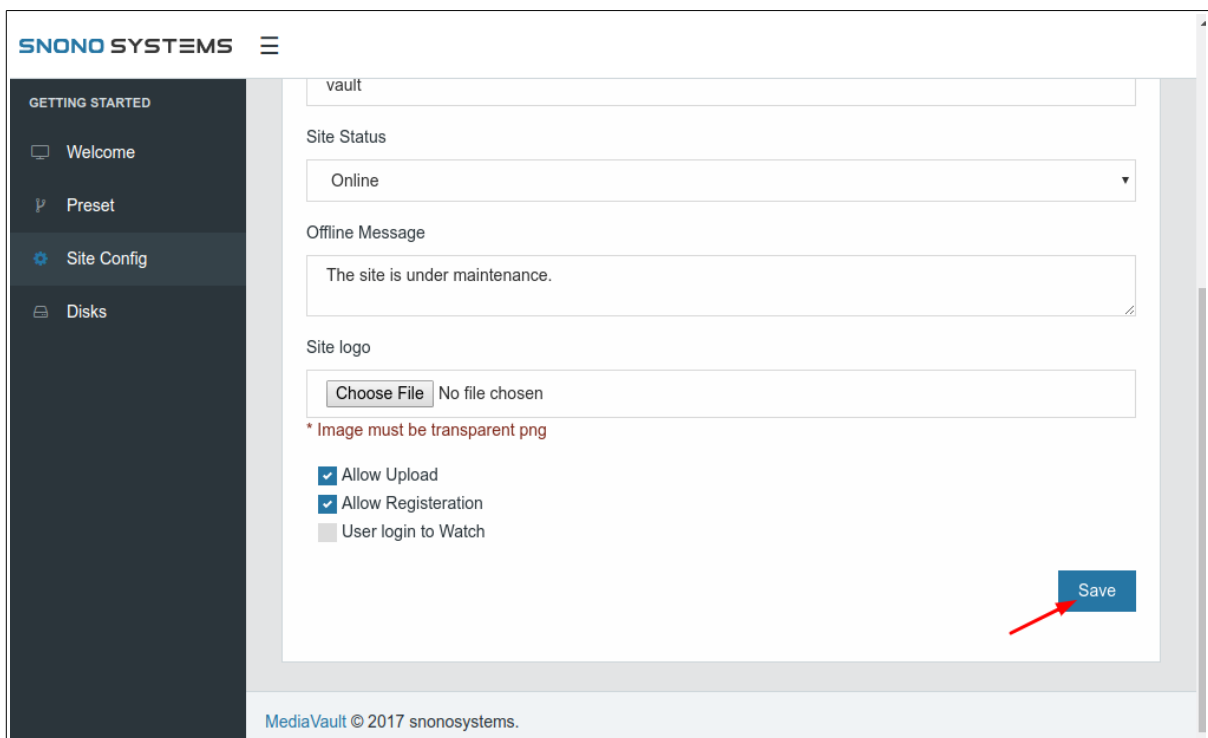 SNONO SYSTEMS
GETTING STARTED
Welcome
Preset
Site Config
Disks
vault
Site Status
Online
Offline Message
The site is under maintenance.
Site logo
Choose File No file chosen
* Image must be transparent png
Allow Upload
Allow Registeration
User login to Watch
Save
MediaVault © 2017 snonosystems.